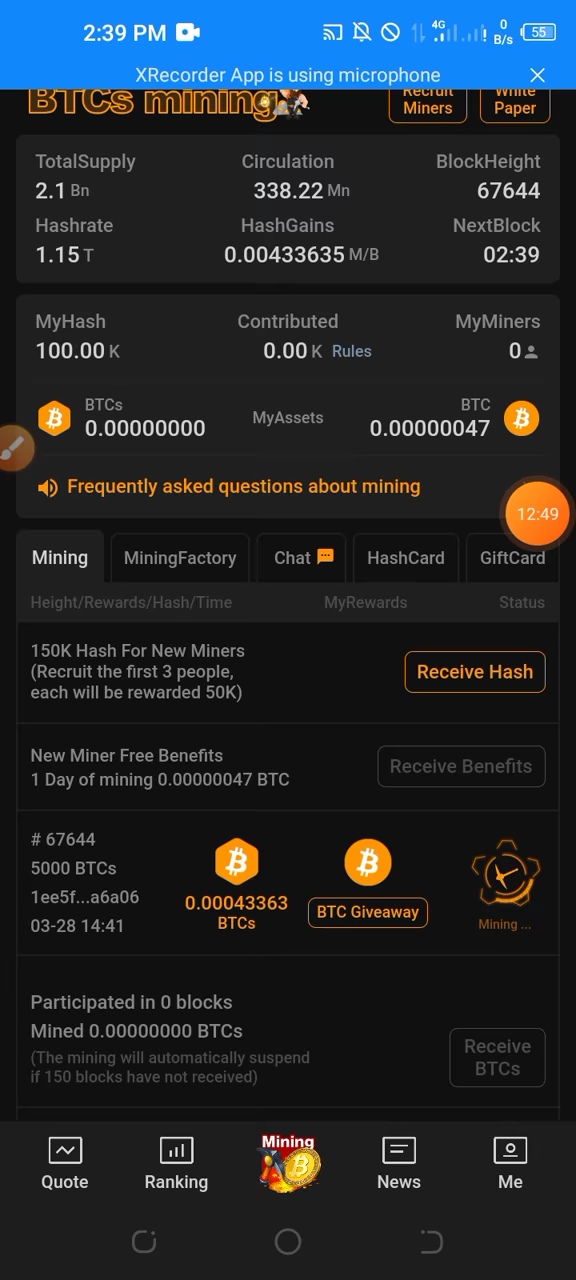 2:39 PM
4G
0
B/s
55
XRecorder App is using microphone
BTCs mining
Recruit
Miners
White
Paper
TotalSupply
Circulation
BlockHeight
2.1 Bn
338.22 Mn
67644
Hashrate
HashGains
NextBlock
1.15 T
0.00433635 M/B
02:39
MyHash
Contributed
MyMiners
100.00 K
0.00 K Rules
0
BTCs
0.00000000
MyAssets
BTC
0.00000047
Frequently asked questions about mining
12:49
Mining
MiningFactory
Chat
HashCard
GiftCard
Height/Rewards/Hash/Time
MyRewards
Status
150K Hash For New Miners
(Recruit the first 3 people,
each will be rewarded 50K)
Receive Hash
New Miner Free Benefits
1 Day of mining 0.00000047 BTC
Receive Benefits
# 67644
5000 BTCs
1ee5f...a6a06
03-28 14:41
0.00043363
BTCs
BTC Giveaway
Mining ...
Participated in 0 blocks
Mined 0.00000000 BTCs
(The mining will automatically suspend
if 150 blocks have not received)
Receive
BTCs
Mining
Quote
Ranking
News
Me